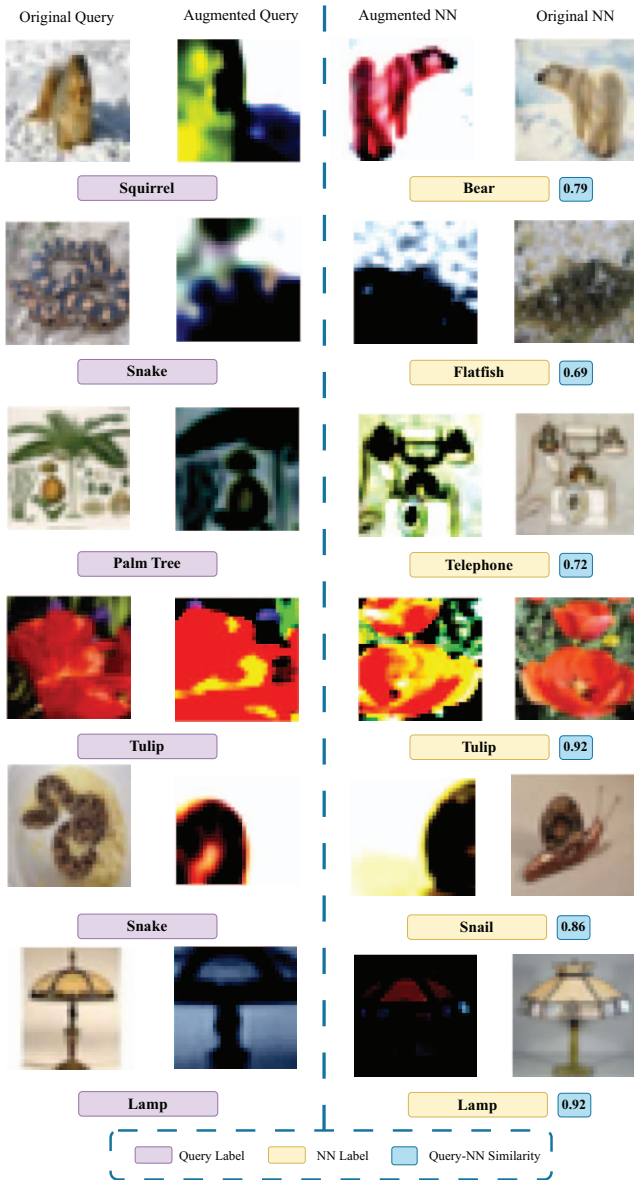 Original Query Augmented Query Augmented NN Original NN
Squirrel Bear 0.79
Snake Flatfish 0.69
Palm Tree Telephone 0.72
Tulip Tulip 0.92
Snake Snail 0.86
Lamp Lamp 0.92
Query Label NN Label Query-NN Similarity